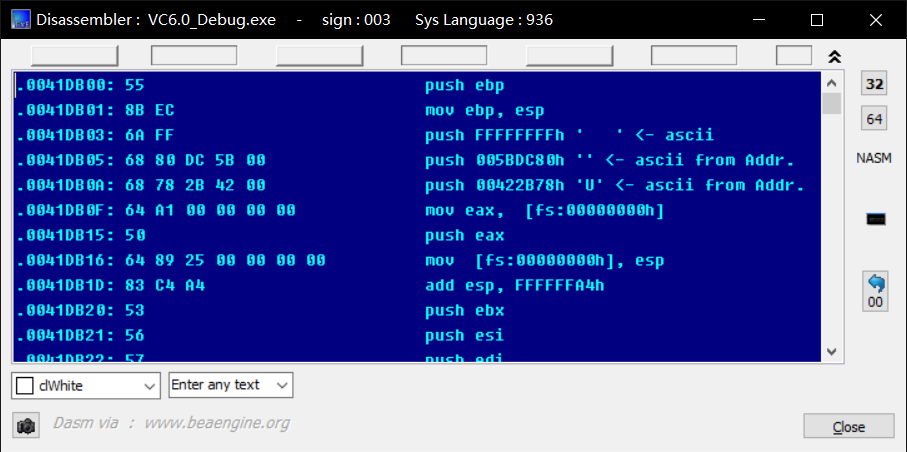 Disassembler : VC6.0_Debug.exe - sign : 003 Sys Language : 936
.0041DB00: 55 push ebp
.0041DB01: 8B EC mov ebp, esp
.0041DB03: 6A FF push FFFFFFFFh ' ' <- ascii
.0041DB05: 68 80 DC 5B 00 push 005BDC80h '' <- ascii from Addr.
.0041DB0A: 68 78 2B 42 00 push 00422B78h 'U' <- ascii from Addr.
.0041DB0F: 64 A1 00 00 00 00 mov eax, [fs:00000000h]
.0041DB15: 50 push eax
.0041DB16: 64 89 25 00 00 00 00 mov [fs:00000000h], esp
.0041DB1D: 83 C4 A4 add esp, FFFFFFA4h
.0041DB20: 53 push ebx
.0041DB21: 56 push esi
.0041DB22: 57 push edi
32
64
NASM
00
clWhite
Enter any text
Dasm via : www.beaengine.org
Close